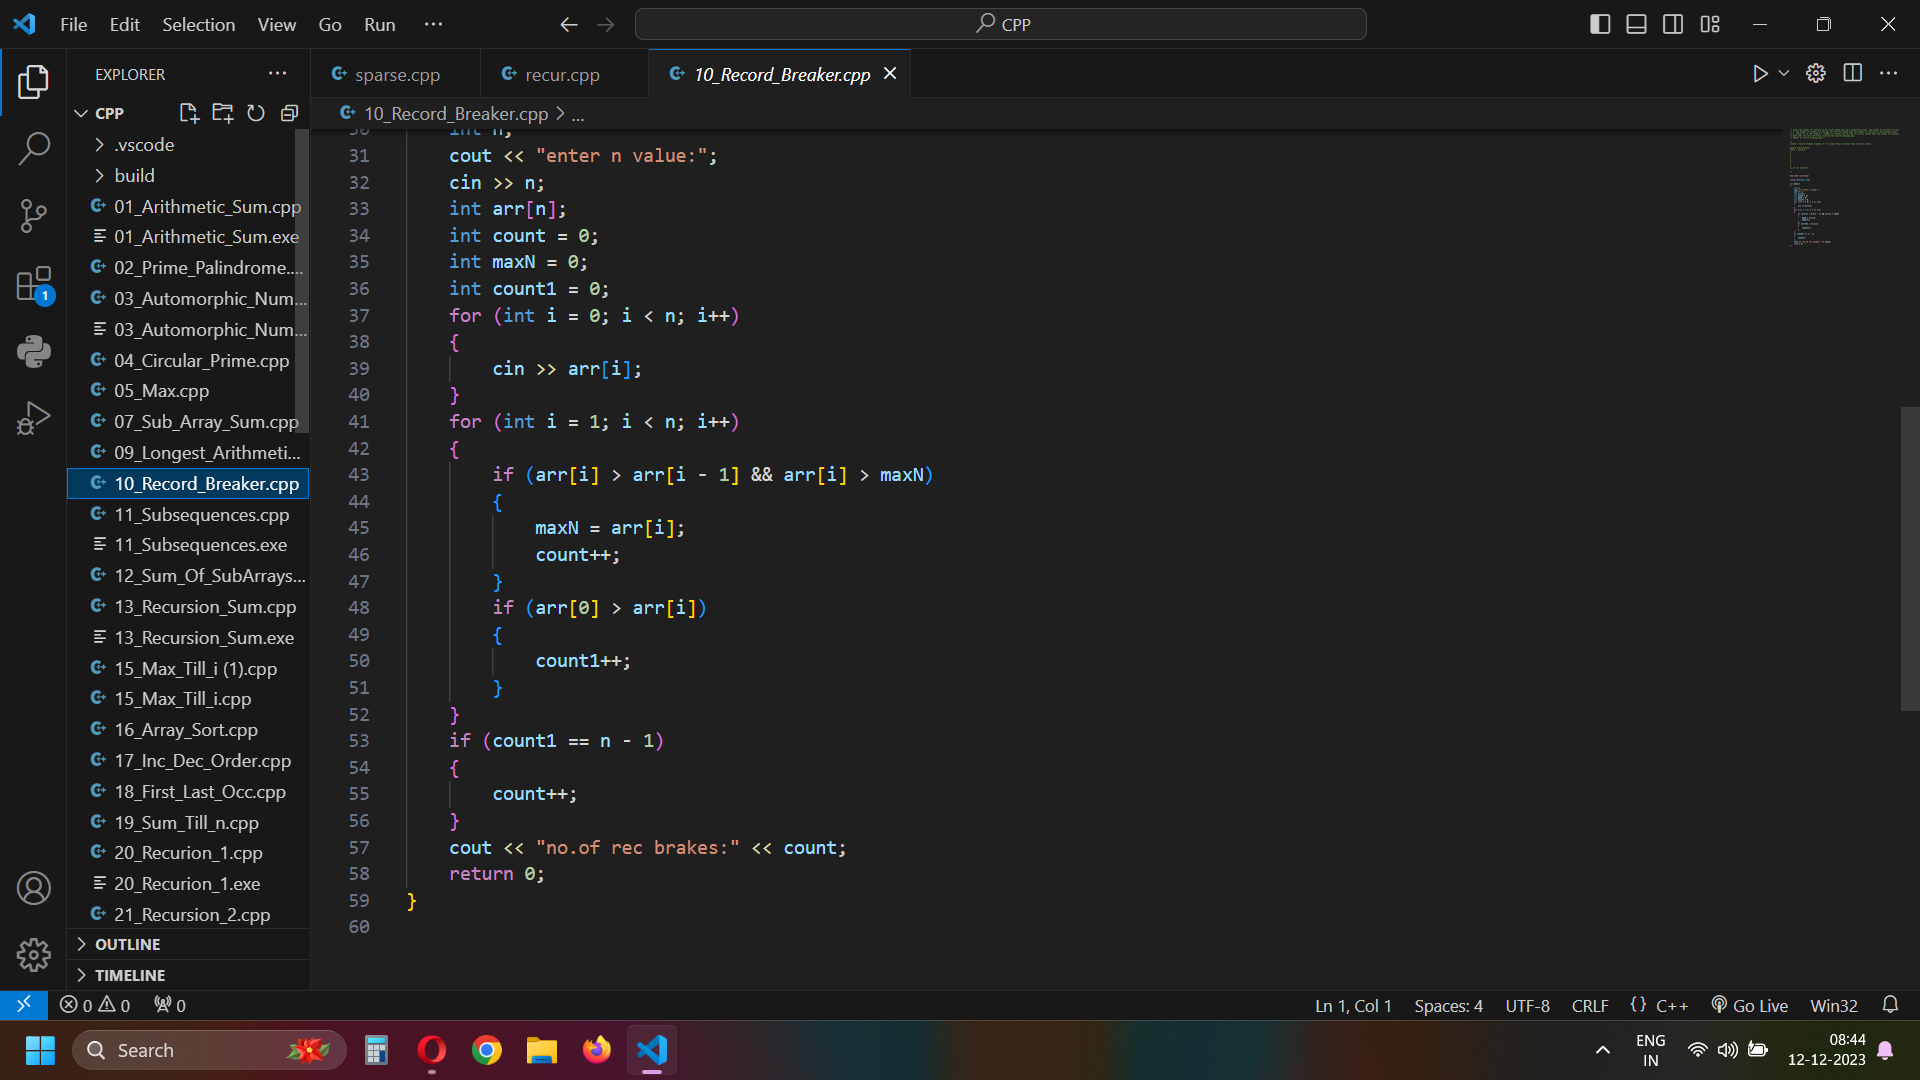 File Edit Selection View Go Run ...
CPP
EXPLORER
CPP
.vscode
build
01_Arithmetic_Sum.cpp
01_Arithmetic_Sum.exe
02_Prime_Palindrome....
03_Automorphic_Num...
03_Automorphic_Num...
04_Circular_Prime.cpp
05_Max.cpp
07_Sub_Array_Sum.cpp
09_Longest_Arithmeti...
10_Record_Breaker.cpp
11_Subsequences.cpp
11_Subsequences.exe
12_Sum_Of_SubArrays...
13_Recursion_Sum.cpp
13_Recursion_Sum.exe
15_Max_Till_i (1).cpp
15_Max_Till_i.cpp
16_Array_Sort.cpp
17_Inc_Dec_Order.cpp
18_First_Last_Occ.cpp
19_Sum_Till_n.cpp
20_Recurion_1.cpp
20_Recurion_1.exe
21_Recursion_2.cpp
OUTLINE
TIMELINE
1
sparse.cpp recur.cpp 10_Record_Breaker.cpp
10_Record_Breaker.cpp > ...
30 int n;
31 cout << "enter n value:";
32 cin >> n;
33 int arr[n];
34 int count = 0;
35 int maxN = 0;
36 int count1 = 0;
37 for (int i = 0; i < n; i++)
38 {
39 cin >> arr[i];
40 }
41 for (int i = 1; i < n; i++)
42 {
43 if (arr[i] > arr[i - 1] && arr[i] > maxN)
44 {
45 maxN = arr[i];
46 count++;
47 }
48 if (arr[0] > arr[i])
49 {
50 count1++;
51 }
52 }
53 if (count1 == n - 1)
54 {
55 count++;
56 }
57 cout << "no.of rec brakes:" << count;
58 return 0;
59 }
60
0 0 0 Ln 1, Col 1 Spaces: 4 UTF-8 CRLF {} C++ Go Live Win32
Search
ENG
IN
08:44
12-12-2023